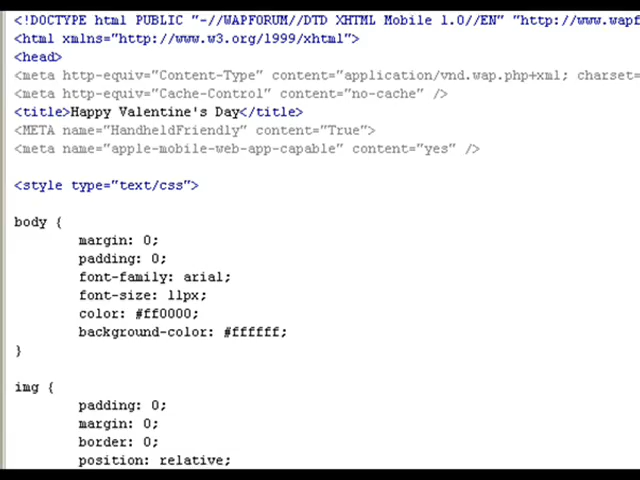 <!DOCTYPE html PUBLIC "-//WAPFORUM//DTD XHTML Mobile 1.0//EN" "http://www.wapf
<html xmlns="http://www.w3.org/1999/xhtml">
<head>
<meta http-equiv="Content-Type" content="application/vnd.wap.php+xml; charset=
<meta http-equiv="Cache-Control" content="no-cache" />
<title>Happy Valentine's Day</title>
<META name="HandheldFriendly" content="True">
<meta name="apple-mobile-web-app-capable" content="yes" />
<style type="text/css">
body {
margin: 0;
padding: 0;
font-family: arial;
font-size: 11px;
color: #ff0000;
background-color: #ffffff;
}
img {
padding: 0;
margin: 0;
border: 0;
position: relative;